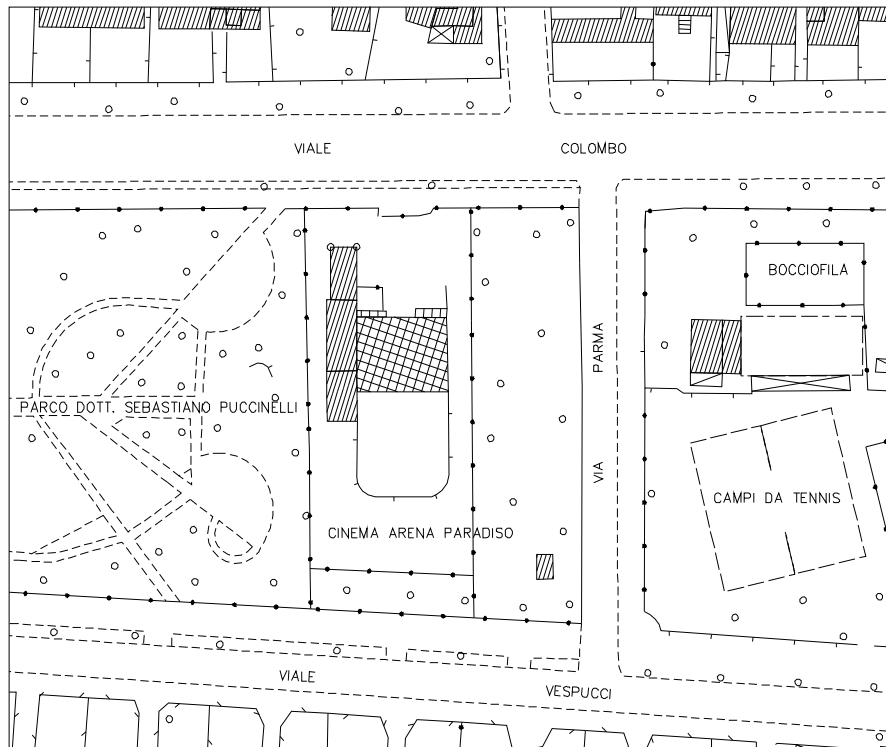 VIALE COLOMBO
BOCCIOFILA
VIA PARMA
PARCO DOTT. SEBASTIANO PUCCINELLI
CAMPI DA TENNIS
CINEMA ARENA PARADISO
VIALE VESPUCCI